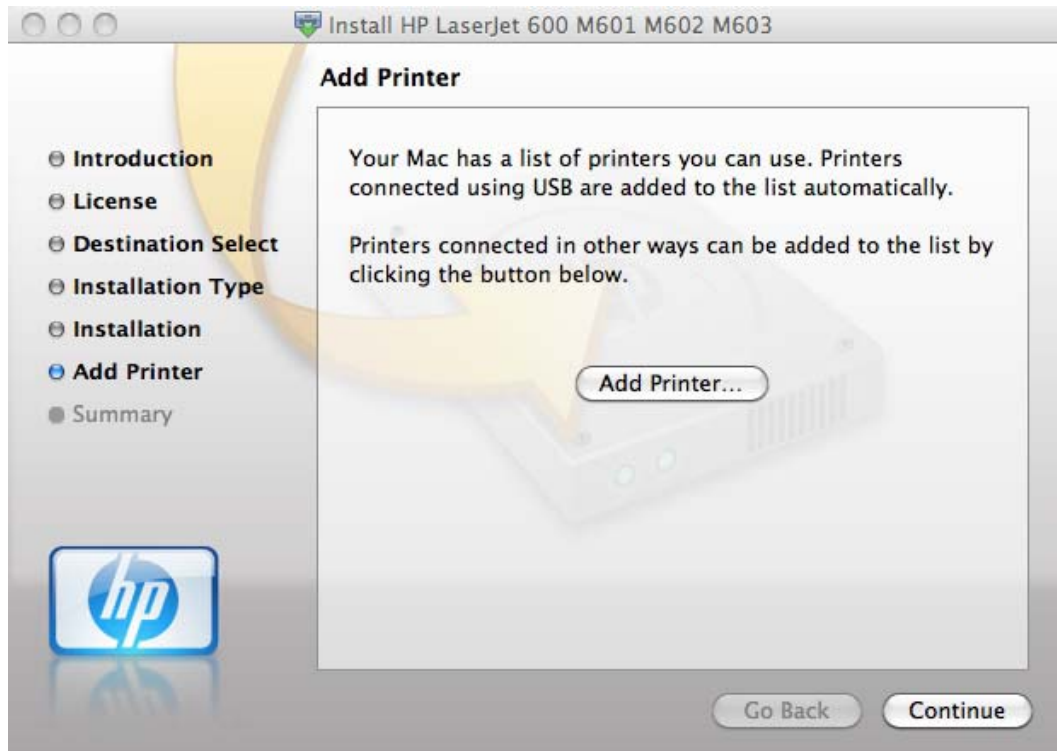 Install HP LaserJet 600 M601 M602 M603
Add Printer
Introduction
License
Destination Select
Installation Type
Installation
Add Printer
Summary
Your Mac has a list of printers you can use. Printers
connected using USB are added to the list automatically.
Printers connected in other ways can be added to the list by
clicking the button below.
Add Printer...
hp
Go Back
Continue